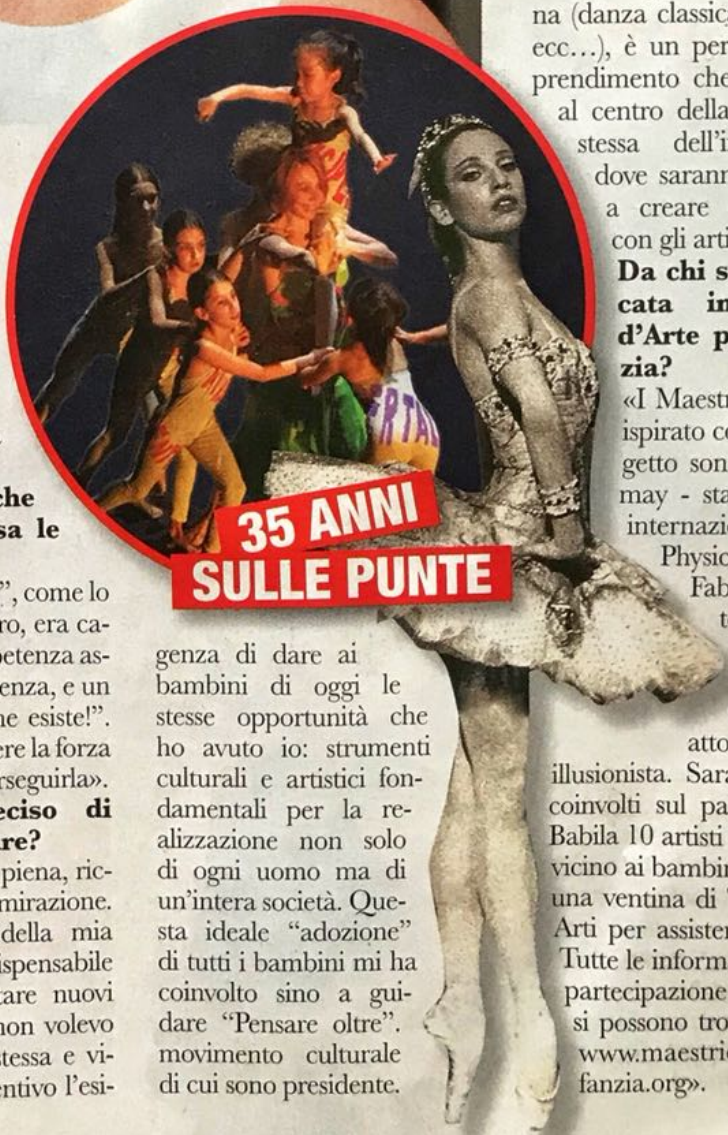 che
sa le
”, come lo
ro, era ca-
petenza as-
enza, e un
ne esiste!”.
ere la forza
rseguirla».
eciso di
re?
piena, ric-
mirazione.
della mia
ispensabile
tare nuovi
non volevo
stessa e vi-
entivo l'esi-
ERTAL
35 ANNI
SULLE PUNTE
genza di dare ai
bambini di oggi le
stesse opportunità che
ho avuto io: strumenti
culturali e artistici fon-
damentali per la re-
alizzazione non solo
di ogni uomo ma di
un'intera società. Que-
sta ideale “adozione”
di tutti i bambini mi ha
coinvolto sino a gui-
dare “Pensare oltre”.
movimento culturale
di cui sono presidente.
na (danza classic
ecc…), è un per
prendimento che
al centro della
stessa dell'i
dove sarann
a creare
con gli arti
Da chi s
cata in
d'Arte p
zia?
«I Maestr
ispirato co
getto son
may - sta
internazi
Physic
Fab
t
atto
illusionista. Sara
coinvolti sul pa
Babila 10 artisti
vicino ai bambin
una ventina di
Arti per assister
Tutte le inform
partecipazione
si possono tro
www.maestri
fanzia.org».